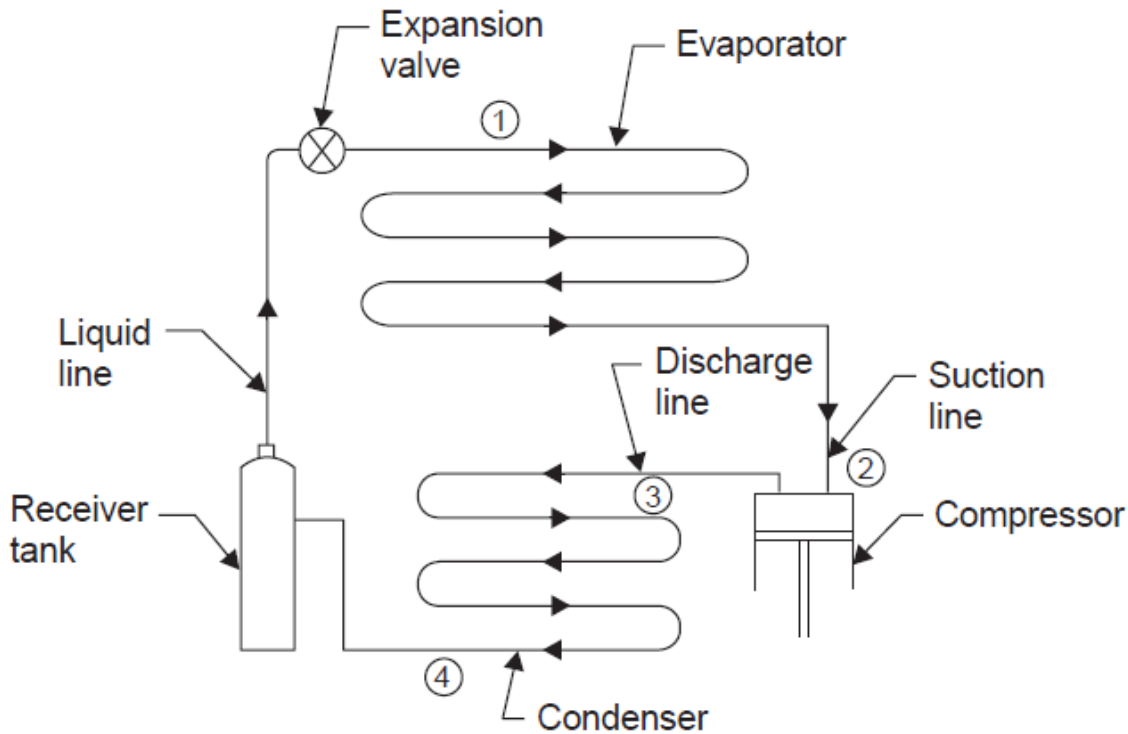 Expansion
valve
Evaporator
①
Liquid
line
Discharge
line
Suction
line
②
③
Receiver
tank
Compressor
④
Condenser